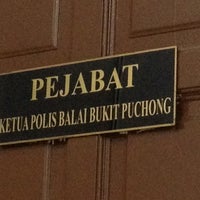 PEJABAT
KETUA POLIS BALAI BUKIT PUCHONG